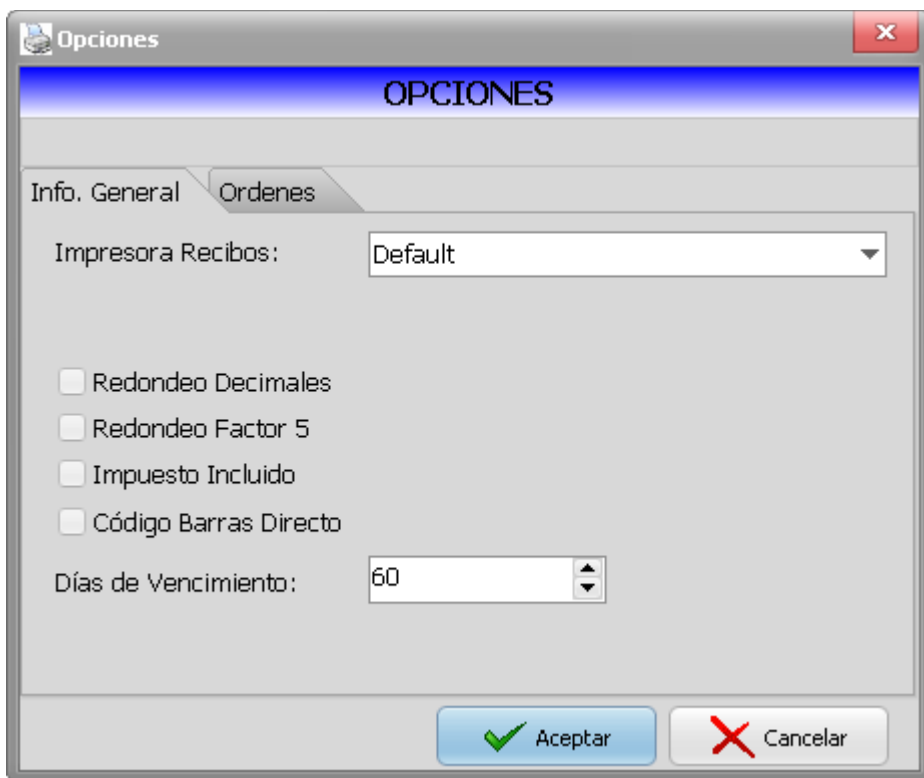 Opciones
OPCIONES
Info. General Ordenes
Impresora Recibos: Default
Redondeo Decimales
Redondeo Factor 5
Impuesto Incluido
Código Barras Directo
Días de Vencimiento: 60
Aceptar Cancelar